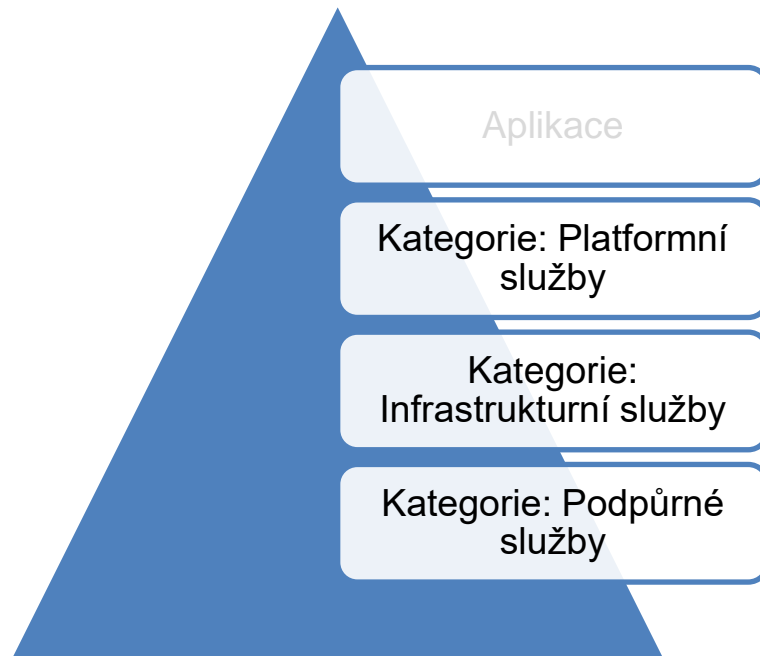 Aplikace
Kategorie: Platformní
služby
Kategorie:
Infrastrukturní služby
Kategorie: Podpůrné
služby